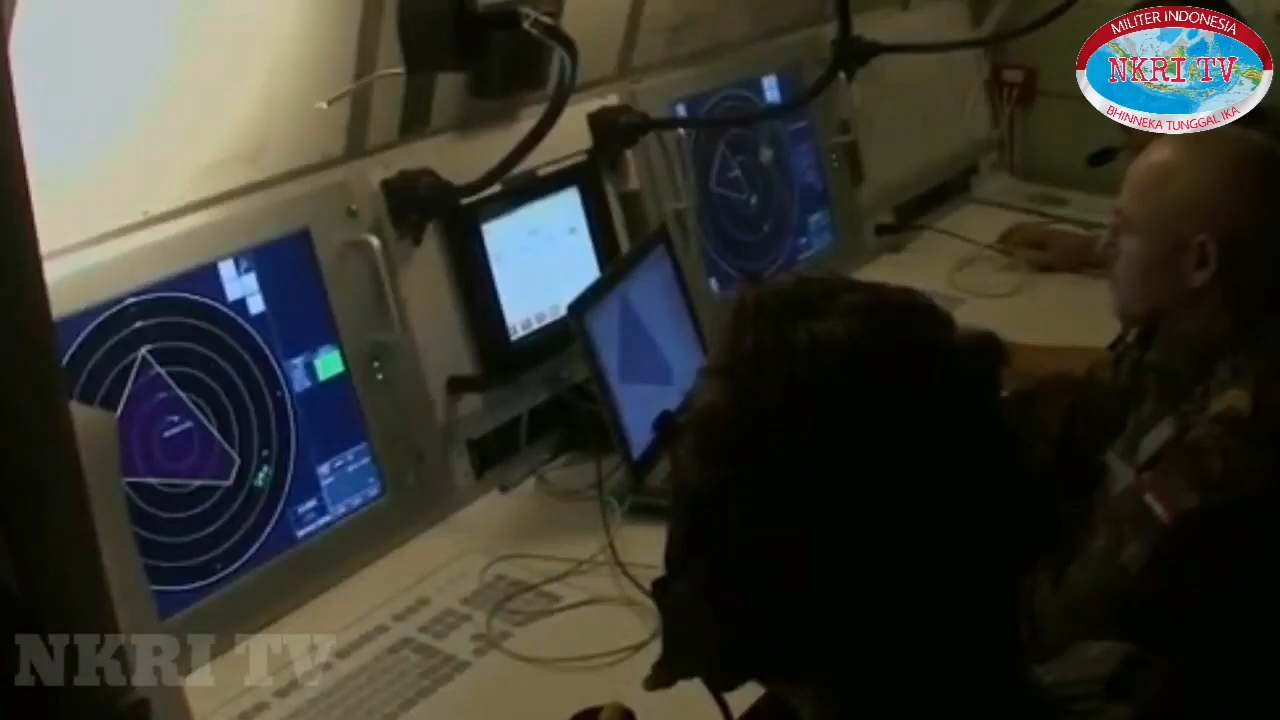 MILITER INDONESIA
NKRI TV
BHINNEKA TUNGGAL IKA
NKRI TV